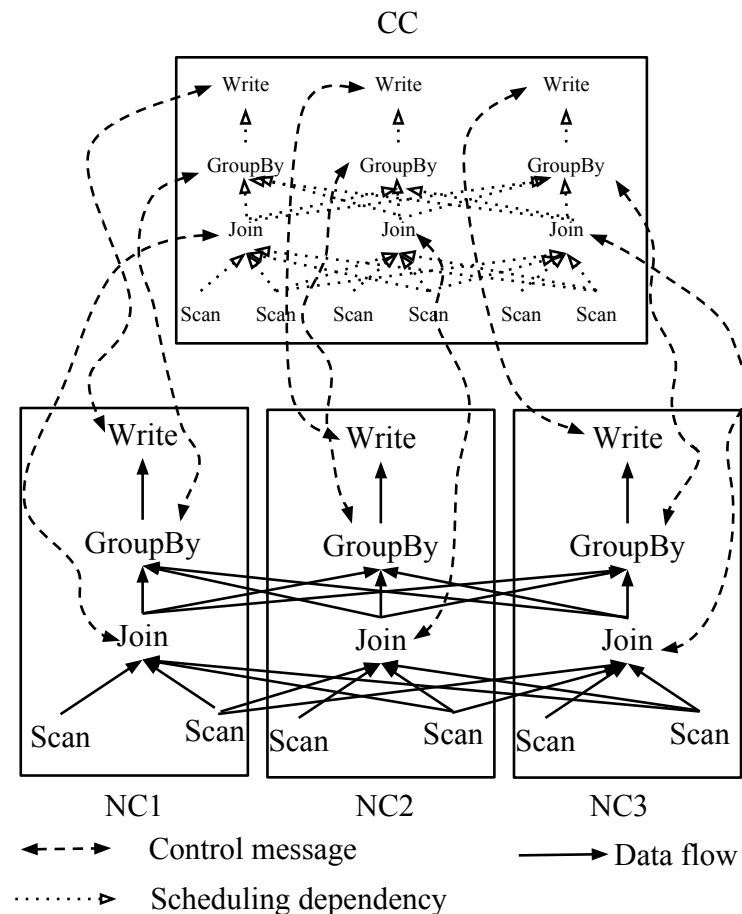 CC
Write Write Write
GroupBy GroupBy GroupBy
Join Join Join
Scan Scan Scan Scan Scan Scan
Write Write Write
GroupBy GroupBy GroupBy
Join Join Join
Scan Scan Scan Scan Scan Scan
NC1 NC2 NC3
Control message Data flow
Scheduling dependency